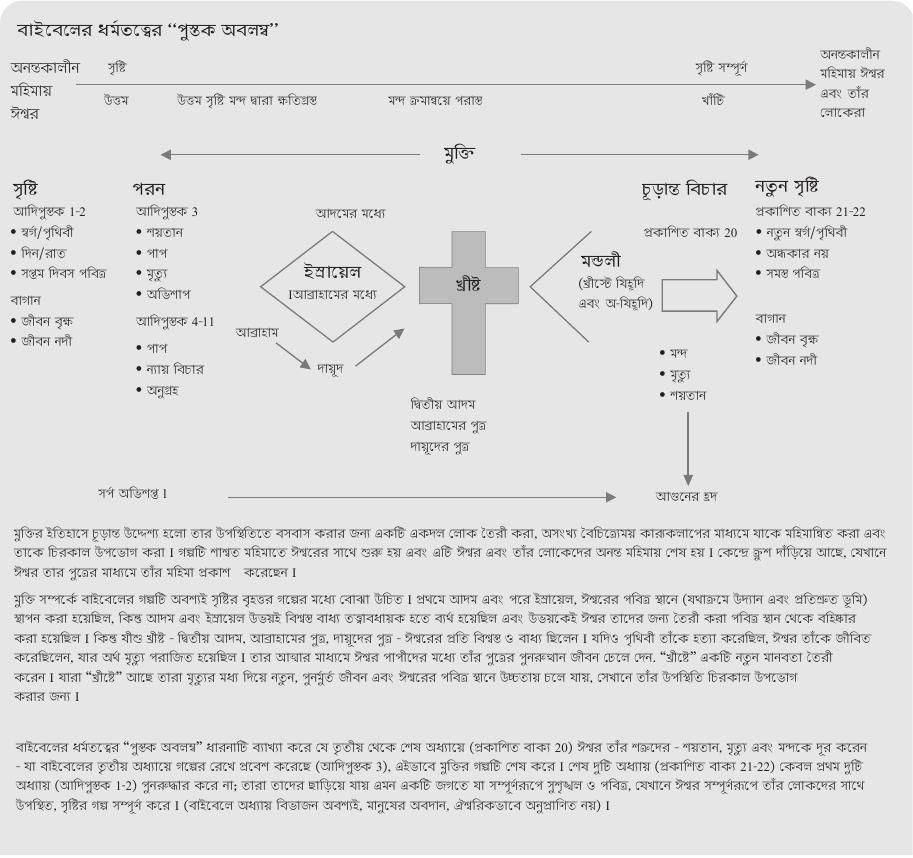 বাইবেলের ধর্মতত্বের “পুস্তক অবলম্ব”
অনন্তকালীন
মহিমায়
ঈশ্বর
সৃষ্টি
উত্তম
উত্তম সৃষ্টি মন্দ দ্বারা ক্ষতিগ্রস্ত
মন্দ ক্রমান্বয়ে পরাস্ত
সৃষ্টি সম্পূর্ণ
খাঁটি
অনন্তকালীন
মহিমায় ঈশ্বর
এবং তাঁর
লোকেরা
মুক্তি
সৃষ্টি
আদিপুস্তক 1-2
• স্বর্গ/পৃথিবী
• দিন/রাত
• সপ্তম দিবস পবিত্র
বাগান
• জীবন বৃক্ষ
• জীবন নদী
পরন
আদিপুস্তক 3
• শয়তান
• পাপ
• মৃত্যু
• অভিশাপ
আদিপুস্তক 4-11
• পাপ
• ন্যায় বিচার
• অনুগ্রহ
আদমের মধ্যে
ইস্রায়েল
Iআব্রাহামের মধ্যে
আব্রাহাম
দায়ূদ
খ্রীষ্ট
দ্বিতীয় আদম
আব্রাহামের পুত্র
দায়ূদের পুত্র
মন্ডলী
(খ্রীস্টে যিহূদি
এবং অ-যিহূদি)
চূড়ান্ত বিচার
প্রকাশিত বাক্য 20
• মন্দ
• মৃত্যু
• শয়তান
আগুনের হ্রদ
নতুন সৃষ্টি
প্রকাশিত বাক্য 21-22
• নতুন স্বর্গ/পৃথিবী
• অন্ধকার নয়
• সমস্ত পবিত্র
বাগান
• জীবন বৃক্ষ
• জীবন নদী
সর্প অভিশপ্ত I
মুক্তির ইতিহাসে চূড়ান্ত উদ্দেশ্য হলো তার উপস্থিতিতে বসবাস করার জন্য একটি একদল লোক তৈরী করা, অসংখ্য বৈচিত্র্যেময় কার্যকলাপের মাধ্যমে যাকে মহিমান্বিত করা এবং
তাকে চিরকাল উপভোগ করা I গল্পটি শাশ্বত মহিমাতে ঈশ্বরের সাথে শুরু হয় এবং এটি ঈশ্বর এবং তাঁর লোকেদের অনন্ত মহিমায় শেষ হয় I কেন্দ্রে ক্রুশ দাঁড়িয়ে আছে, যেখানে
ঈশ্বর তার পুত্রের মাধ্যমে তাঁর মহিমা প্রকাশ করেছেন I
মুক্তি সম্পর্কে বাইবেলের গল্পটি অবশ্যই সৃষ্টির বৃহত্তর গল্পের মধ্যে বোঝা উচিত I প্রথমে আদম এবং পরে ইস্রায়েল, ঈশ্বরের পবিত্র স্থানে (যথাক্রমে উদ্যান এবং প্রতিশ্রুত ভূমি)
স্থাপন করা হয়েছিল, কিন্তু আদম এবং ইস্রায়েল উভয়ই বিশ্বস্ত বাধ্য তত্বাবধায়ক হতে ব্যর্থ হয়েছিল এবং উভয়কেই ঈশ্বর তাদের জন্য তৈরী করা পবিত্র স্থান থেকে বহিষ্কার
করা হয়েছিল I কিন্তু যীশু খ্রীষ্ট - দ্বিতীয় আদম, আব্রাহামের পুত্র, দায়ূদের পুত্র - ঈশ্বরের প্রতি বিশ্বস্ত ও বাধ্য ছিলেন I যদিও পৃথিবী তাঁকে হত্যা করেছিল, ঈশ্বর তাঁকে জীবিত
করেছিলেন, যার অর্থ মৃত্যু পরাজিত হয়েছিল I তার আত্মার মাধ্যমে ঈশ্বর পাপীদের মধ্যে তাঁর পুত্রের পুনরুত্থান জীবন ঢেলে দেন. “খ্রীষ্টে” একটি নতুন মানবতা তৈরী
করেন I যারা “খ্রীষ্টে” আছে তারা মৃত্যুর মধ্য দিয়ে নতুন, পুনর্মুর্ত জীবন এবং ঈশ্বরের পবিত্র স্থানে উচ্চতায় চলে যায়, সেখানে তাঁর উপস্থিতি চিরকাল উপভোগ
করার জন্য I
বাইবেলের ধর্মতত্বের “পুস্তক অবলম্ব” ধারনাটি ব্যাখ্যা করে যে তৃতীয় থেকে শেষ অধ্যায়ে (প্রকাশিত বাক্য 20) ঈশ্বর তাঁর শত্রুদের - শয়তান, মৃত্যু এবং মন্দকে দূর করেন
- যা বাইবেলের তৃতীয় অধ্যায়ে গল্পের রেখে প্রবেশ করেছে (আদিপুস্তক 3), এইভাবে মুক্তির গল্পটি শেষ করে I শেষ দুটি অধ্যায় (প্রকাশিত বাক্য 21-22) কেবল প্রথম দুটি
অধ্যায় (আদিপুস্তক 1-2) পুনরুদ্ধার করে না; তারা তাদের ছাড়িয়ে যায় এমন একটি জগতে যা সম্পূর্ণরূপে সুশৃঙ্খল ও পবিত্র, যেখানে ঈশ্বর সম্পূর্ণরূপে তাঁর লোকদের সাথে
উপস্থিত, সৃষ্টির গল্প সম্পূর্ণ করে I (বাইবেলে অধ্যায় বিভাজন অবশ্যই, মানুষের অবদান, ঐশ্বরিকভাবে অনুপ্রাণিত নয়) I